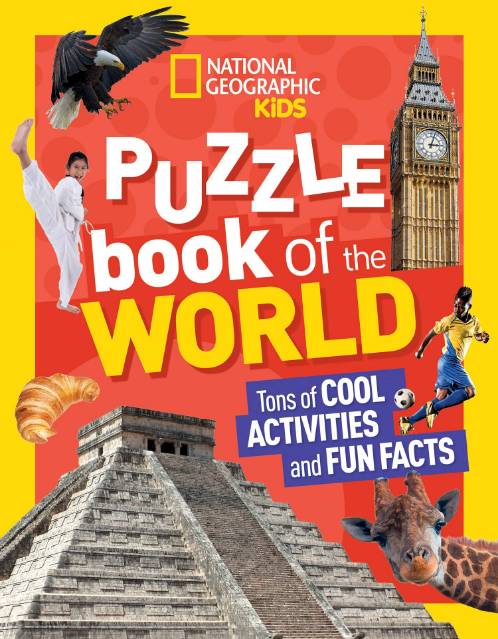 NATIONAL
GEOGRAPHIC
KiDS
PUZZLE
book of the
WORLD
Tons of COOL
ACTIVITIES
and FUN FACTS